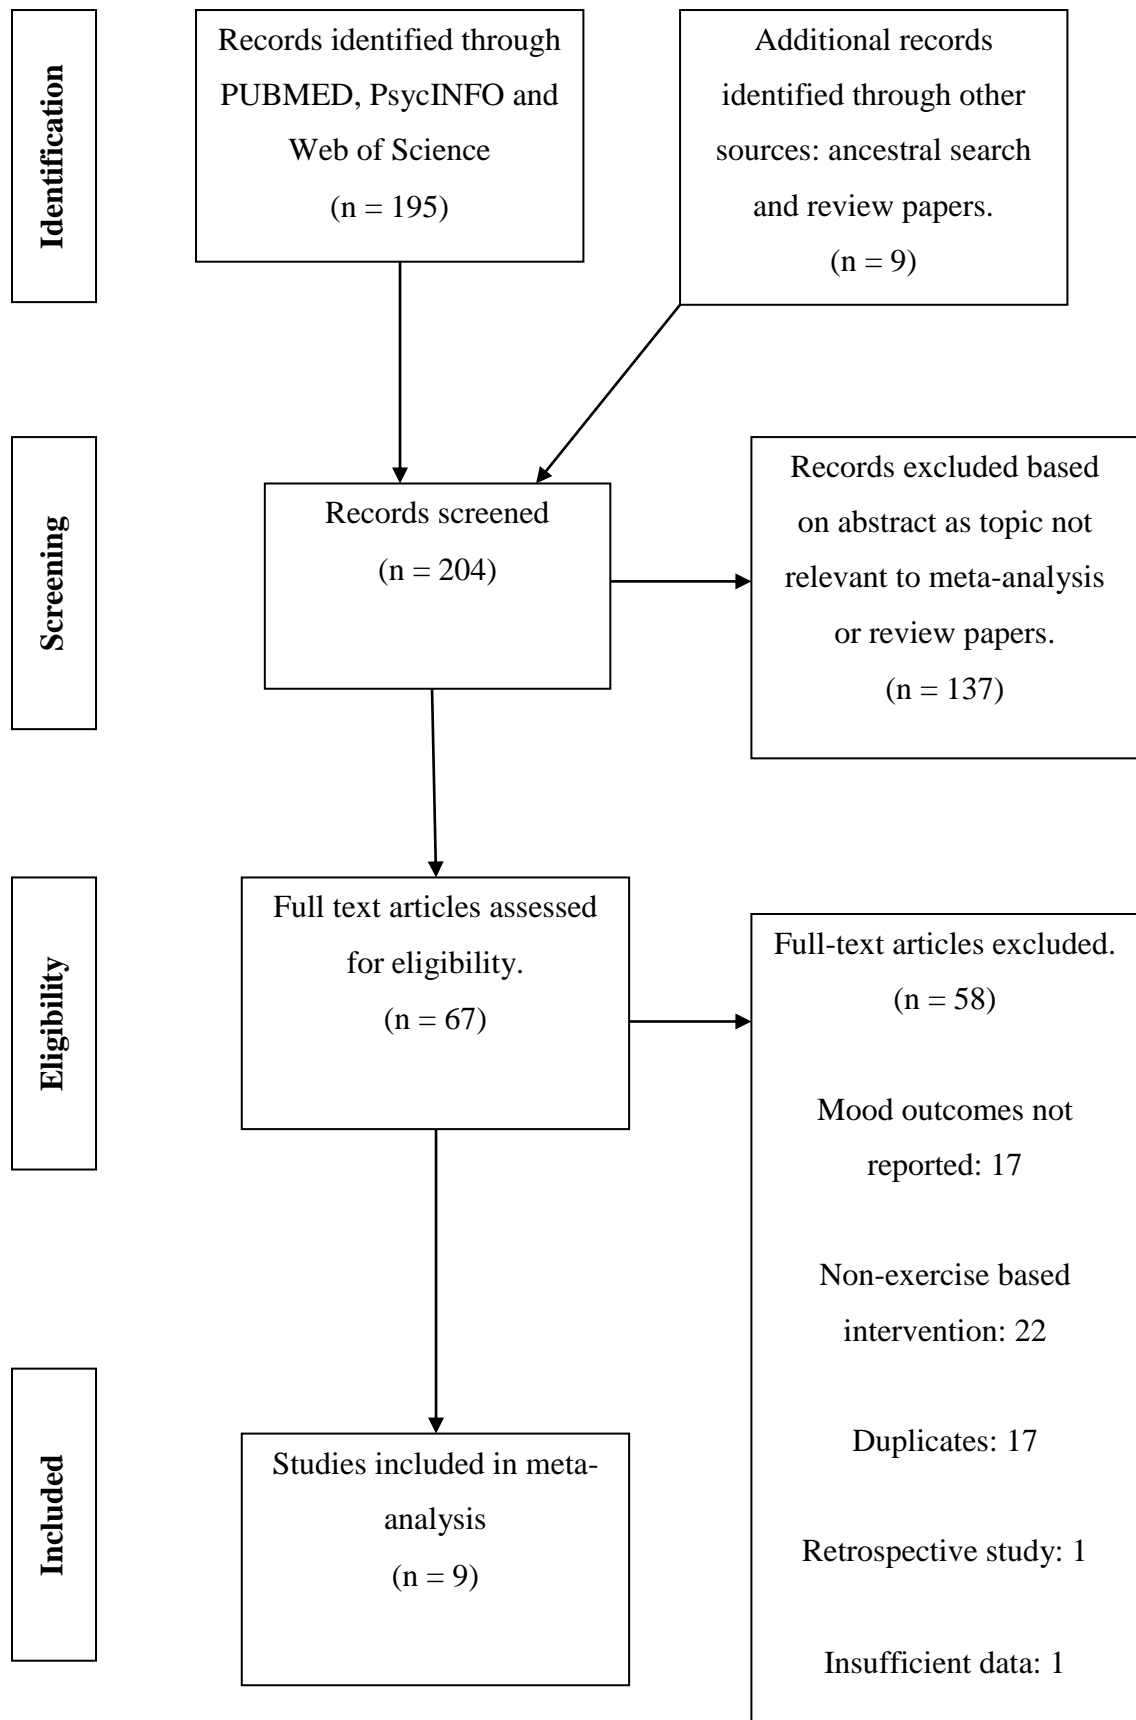 Identification
Records identified through
PUBMED, PsycINFO and
Web of Science
(n = 195)
Additional records
identified through other
sources: ancestral search
and review papers.
(n = 9)
Screening
Records screened
(n = 204)
Records excluded based
on abstract as topic not
relevant to meta-analysis
or review papers.
(n = 137)
Eligibility
Full text articles assessed
for eligibility.
(n = 67)
Full-text articles excluded.
(n = 58)
Mood outcomes not
reported: 17
Non-exercise based
intervention: 22
Duplicates: 17
Retrospective study: 1
Insufficient data: 1
Included
Studies included in meta-
analysis
(n = 9)